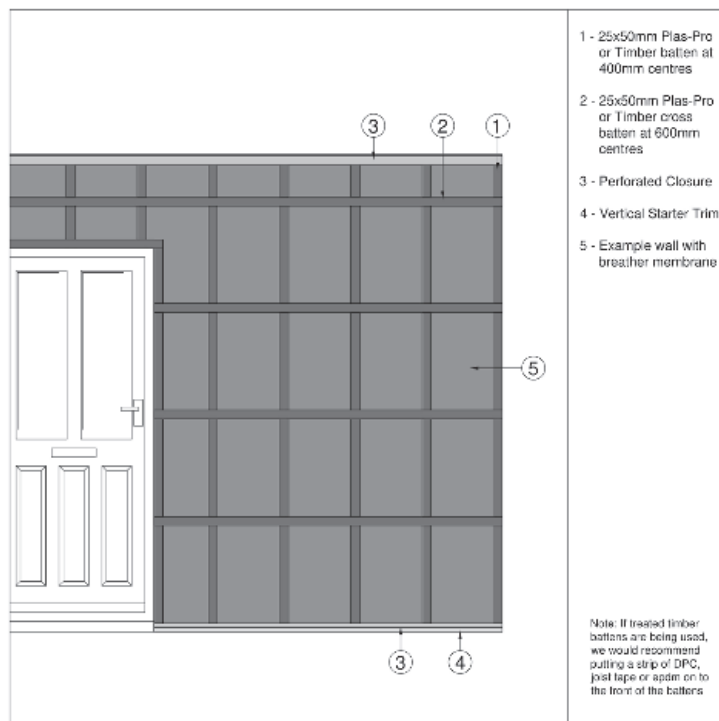 1 - 25x50mm Plas-Pro
or Timber batten at
400mm centres
2 - 25x50mm Plas-Pro
or Timber cross
batten at 600mm
centres
3 - Perforated Closure
4 - Vertical Starter Trim
5 - Example wall with
breather membrane
3
2
1
5
3
4
Note: If treated timber
battens are being used,
we would recommend
putting a strip of DPC,
joist tape or epdm on to
the front of the battens